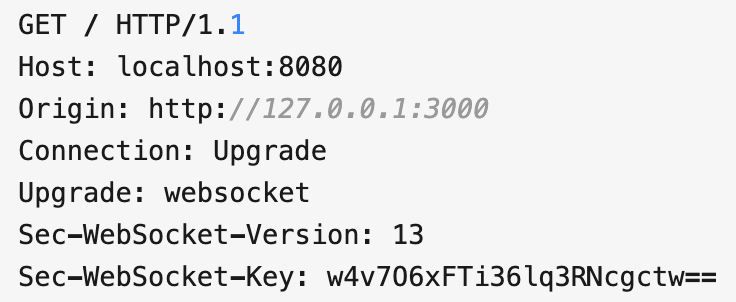 GET / HTTP/1.1
Host: localhost:8080
Origin: http://127.0.0.1:3000
Connection: Upgrade
Upgrade: websocket
Sec-WebSocket-Version: 13
Sec-WebSocket-Key: w4v7O6xFTi36lq3RNcgctw==